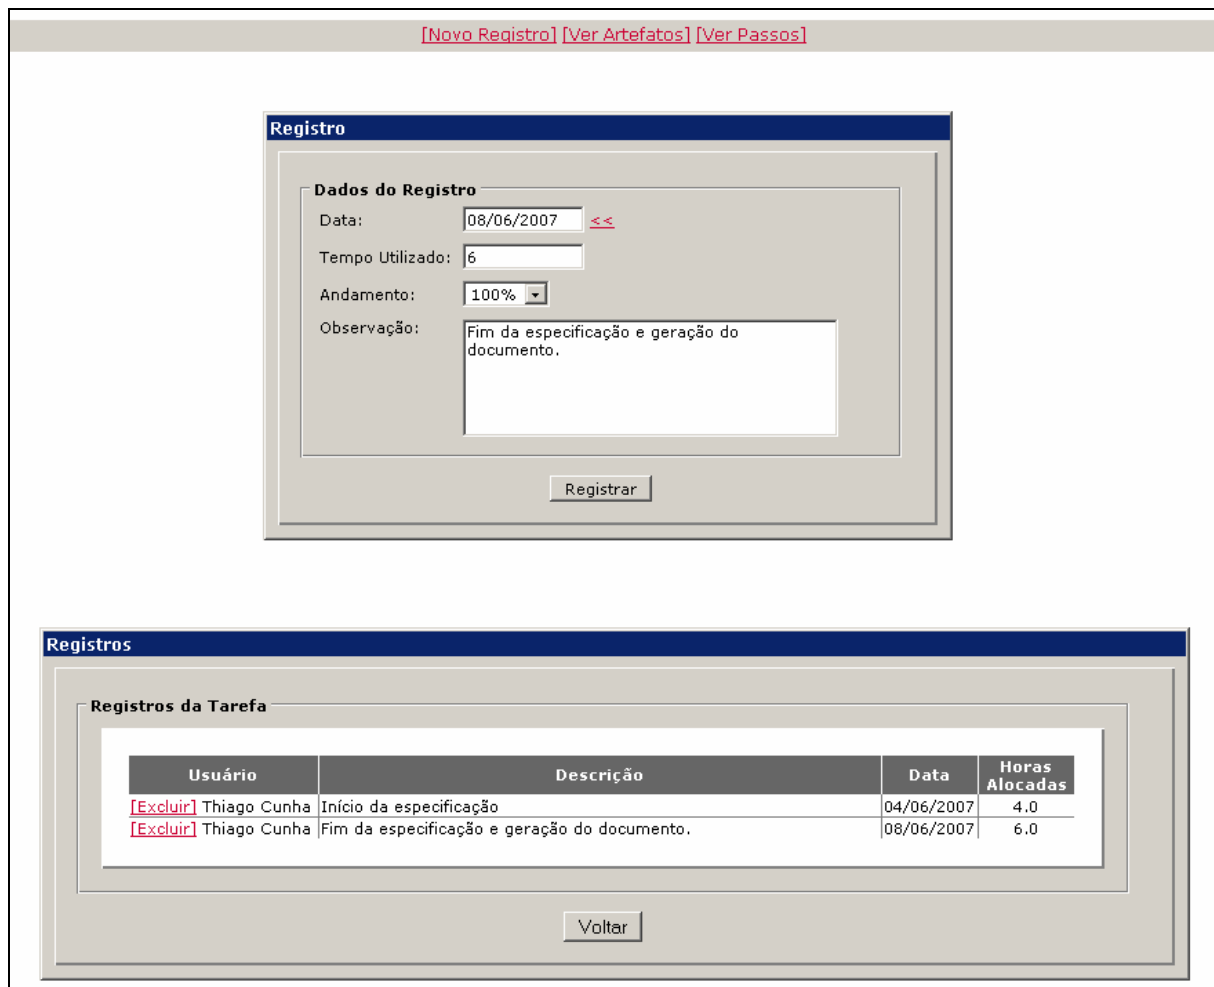 [Novo Registro] [Ver Artefatos] [Ver Passos]
Registro
Dados do Registro
Data: 08/06/2007 <<
Tempo Utilizado: 6
Andamento: 100%
Observação: Fim da especificação e geração do
documento.
Registrar
Registros
Registros da Tarefa
Usuário Descrição Data Horas Alocadas
[Excluir] Thiago Cunha Início da especificação 04/06/2007 4.0
[Excluir] Thiago Cunha Fim da especificação e geração do documento. 08/06/2007 6.0
Voltar